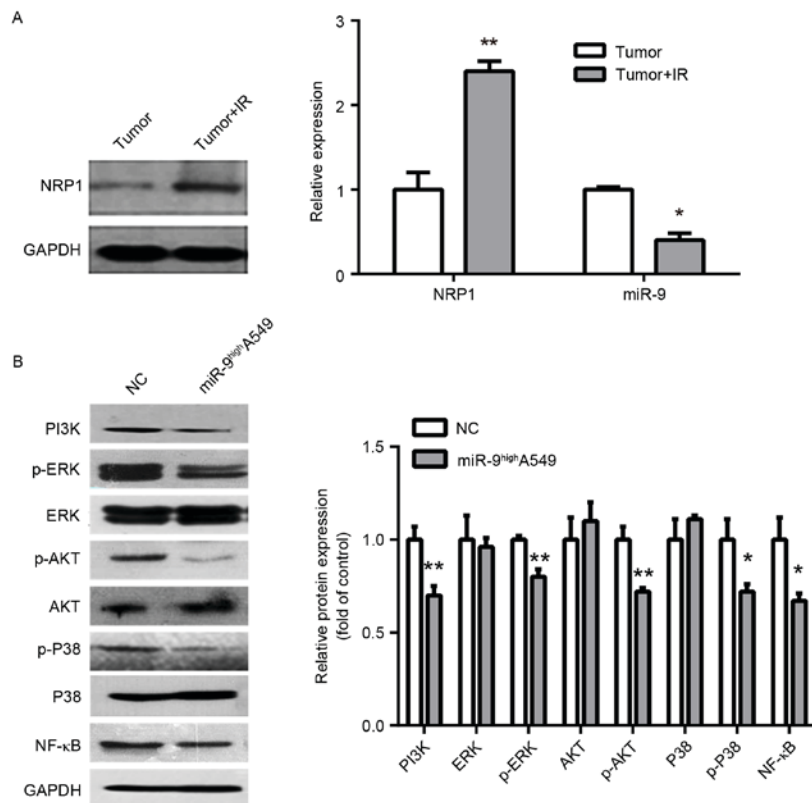 A
Tumor
Tumor+IR
NRP1
GAPDH
Relative expression
3
2
1
0
**
*
Tumor
Tumor+IR
NRP1
miR-9
B
NC
miR-9highA549
PI3K
p-ERK
ERK
p-AKT
AKT
p-P38
P38
NF-κB
GAPDH
NC
miR-9highA549
Relative protein expression
(fold of control)
1.5
1.0
0.5
0.0
**
**
**
*
*
PI3K
ERK
p-ERK
AKT
p-AKT
P38
p-P38
NF-κB